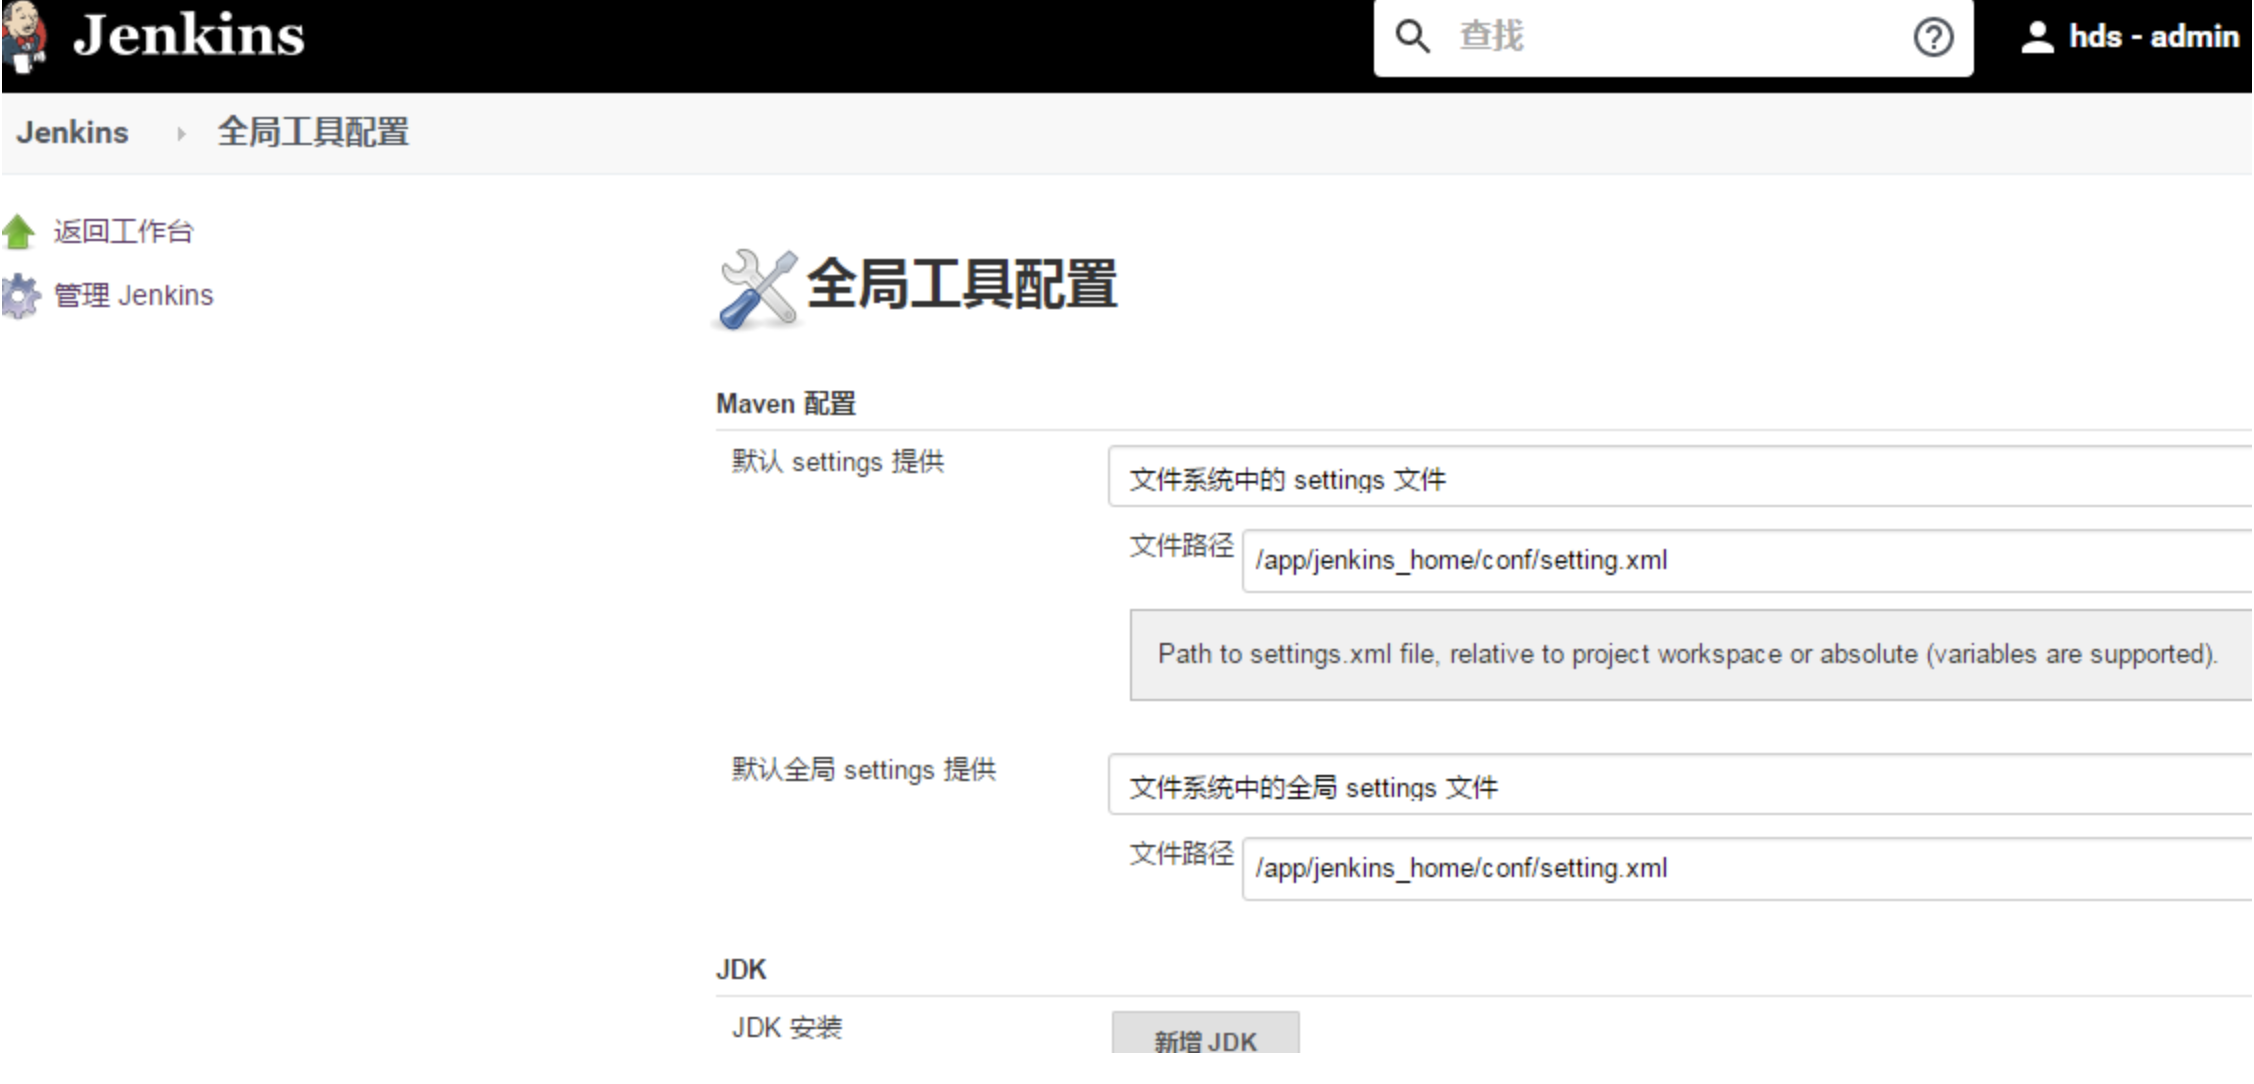 Jenkins
查找
hds - admin
Jenkins
全局工具配置
返回工作台
管理 Jenkins
全局工具配置
Maven 配置
默认 settings 提供
文件系统中的 settings 文件
文件路径
/app/jenkins_home/conf/setting.xml
Path to settings.xml file, relative to project workspace or absolute (variables are supported).
默认全局 settings 提供
文件系统中的全局 settings 文件
文件路径
/app/jenkins_home/conf/setting.xml
JDK
JDK 安装
新增 JDK